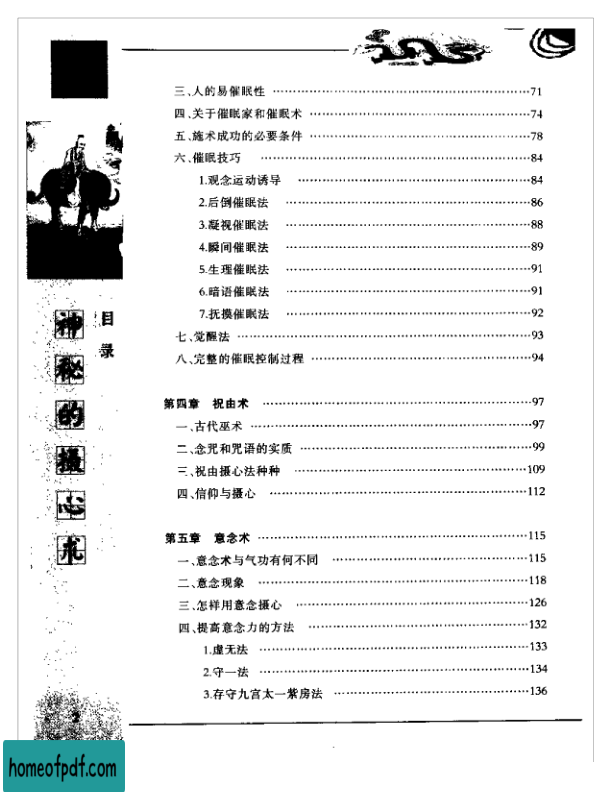 三、人的易催眠性 ……71
四、关于催眠家和催眠术 ……74
五、施术成功的必要条件 ……78
六、催眠技巧 ……84
1.观念运动诱导 ……84
2.后倒催眠法 ……86
3.凝视催眠法 ……88
4.瞬间催眠法 ……89
5.生理催眠法 ……91
6.暗语催眠法 ……91
7.抚摸催眠法 ……92
七、觉醒法 ……93
八、完整的催眠控制过程 ……94
第四章 祝由术 ……97
一、古代巫术 ……97
二、念咒和咒语的实质 ……99
三、祝由摄心法种种 ……109
四、信仰与摄心 ……112
第五章 意念术 ……115
一、意念术与气功有何不同 ……115
二、意念现象 ……118
三、怎样用意念摄心 ……126
四、提高意念力的方法 ……132
1.虚无法 ……133
2.守一法 ……134
3.存守九宫太一紫房法 ……136
目录
神秘的摄心术
2
homeofpdf.com